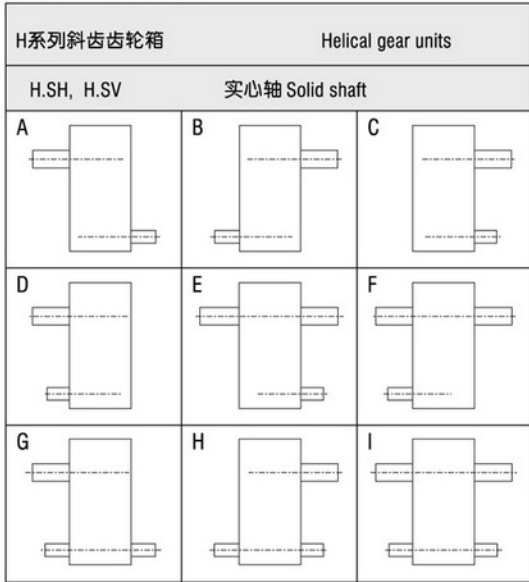 H系列斜齿齿轮箱 Helical gear units
H.SH, H.SV 实心轴 Solid shaft
A B C
D E F
G H I